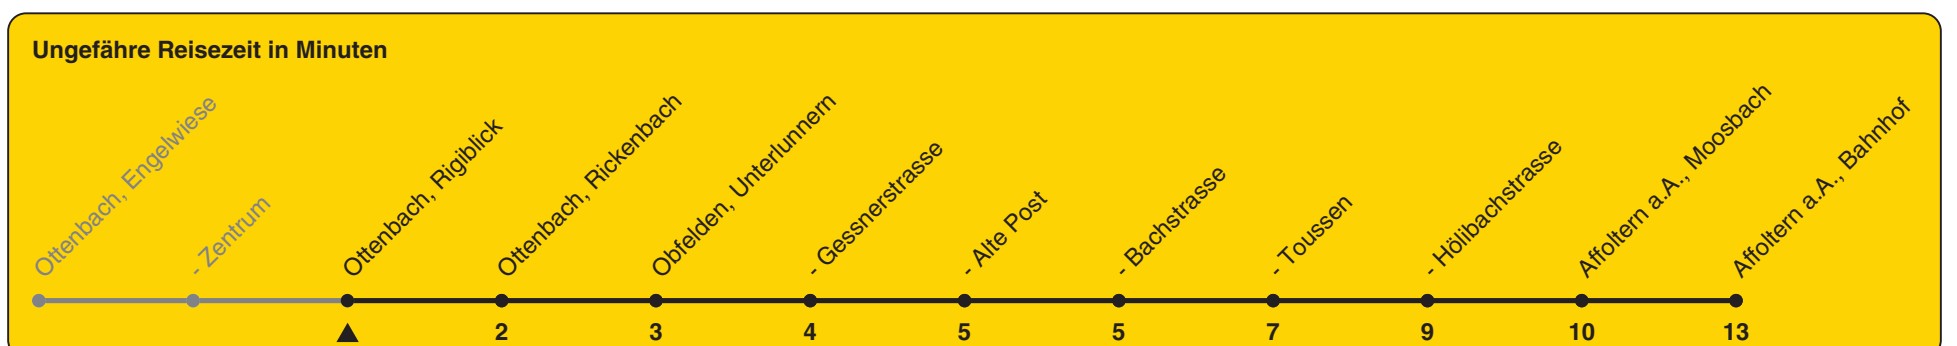 Ungefähre Reisezeit in Minuten
Ottenbach, Engelwiese
- Zentrum
Ottenbach, Rigiblick
Ottenbach, Rickenbach
Obfelden, Unterlunnern
- Gessnerstrasse
- Alte Post
- Bachstrasse
- Toussen
- Hölibachstrasse
Affoltern a.A., Moosbach
Affoltern a.A., Bahnhof
2 3 4 5 5 7 9 10 13